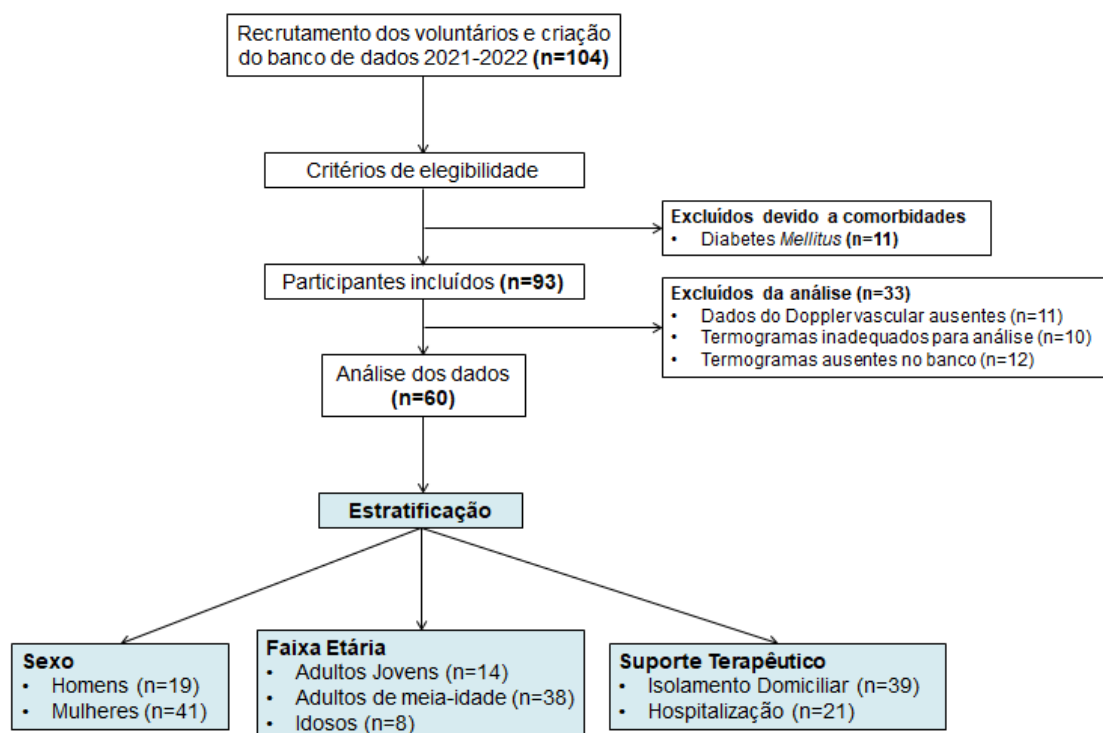 Recrutamento dos voluntários e criação
do banco de dados 2021-2022 (n=104)
Critérios de elegibilidade
Excluídos devido a comorbidades
• Diabetes Mellitus (n=11)
Participantes incluídos (n=93)
Excluídos da análise (n=33)
• Dados do Doppler vascular ausentes (n=11)
• Termogramas inadequados para análise (n=10)
• Termogramas ausentes no banco (n=12)
Análise dos dados
(n=60)
Estratificação
Sexo
• Homens (n=19)
• Mulheres (n=41)
Faixa Etária
• Adultos Jovens (n=14)
• Adultos de meia-idade (n=38)
• Idosos (n=8)
Suporte Terapêutico
• Isolamento Domiciliar (n=39)
• Hospitalização (n=21)